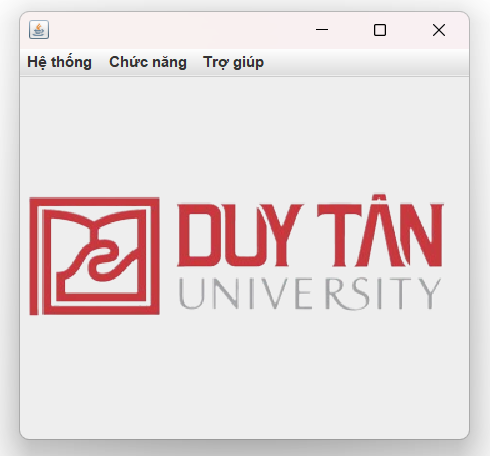 Hệ thống Chức năng Trợ giúp
DUY TÂN
UNIVERSITY